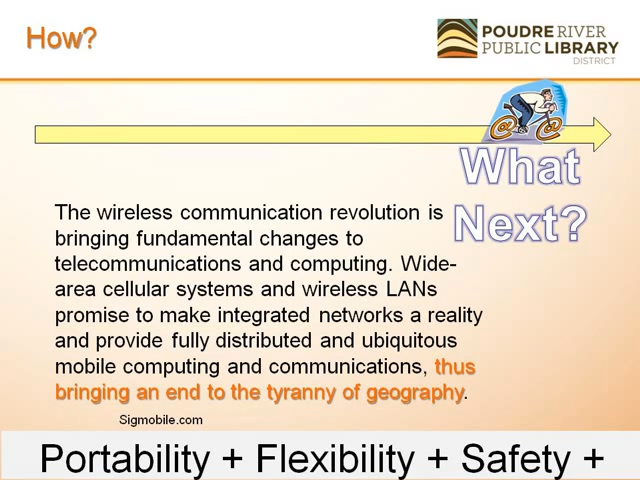 How?
POUDRE RIVER
PUBLIC LIBRARY
DISTRICT
@ @
What
Next?
The wireless communication revolution is
bringing fundamental changes to
telecommunications and computing. Wide-
area cellular systems and wireless LANs
promise to make integrated networks a reality
and provide fully distributed and ubiquitous
mobile computing and communications, thus
bringing an end to the tyranny of geography.
Sigmobile.com
Portability + Flexibility + Safety +